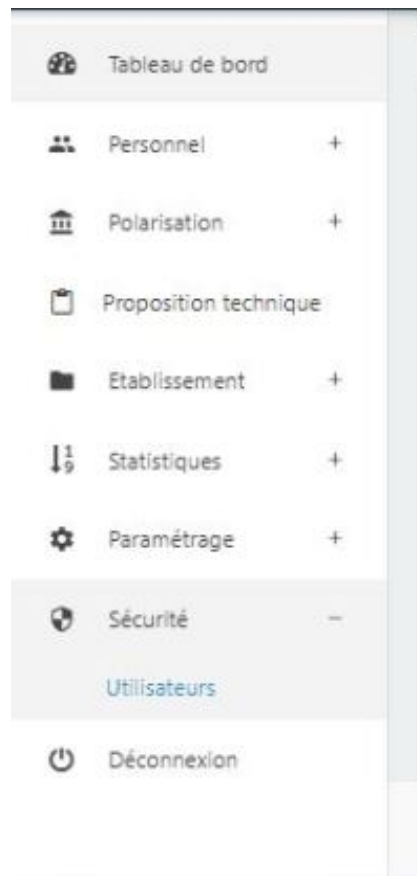 Tableau de bord
Personnel +
Polarisation +
Proposition technique
Etablissement +
Statistiques +
Paramétrage +
Sécurité −
Utilisateurs
Déconnexion